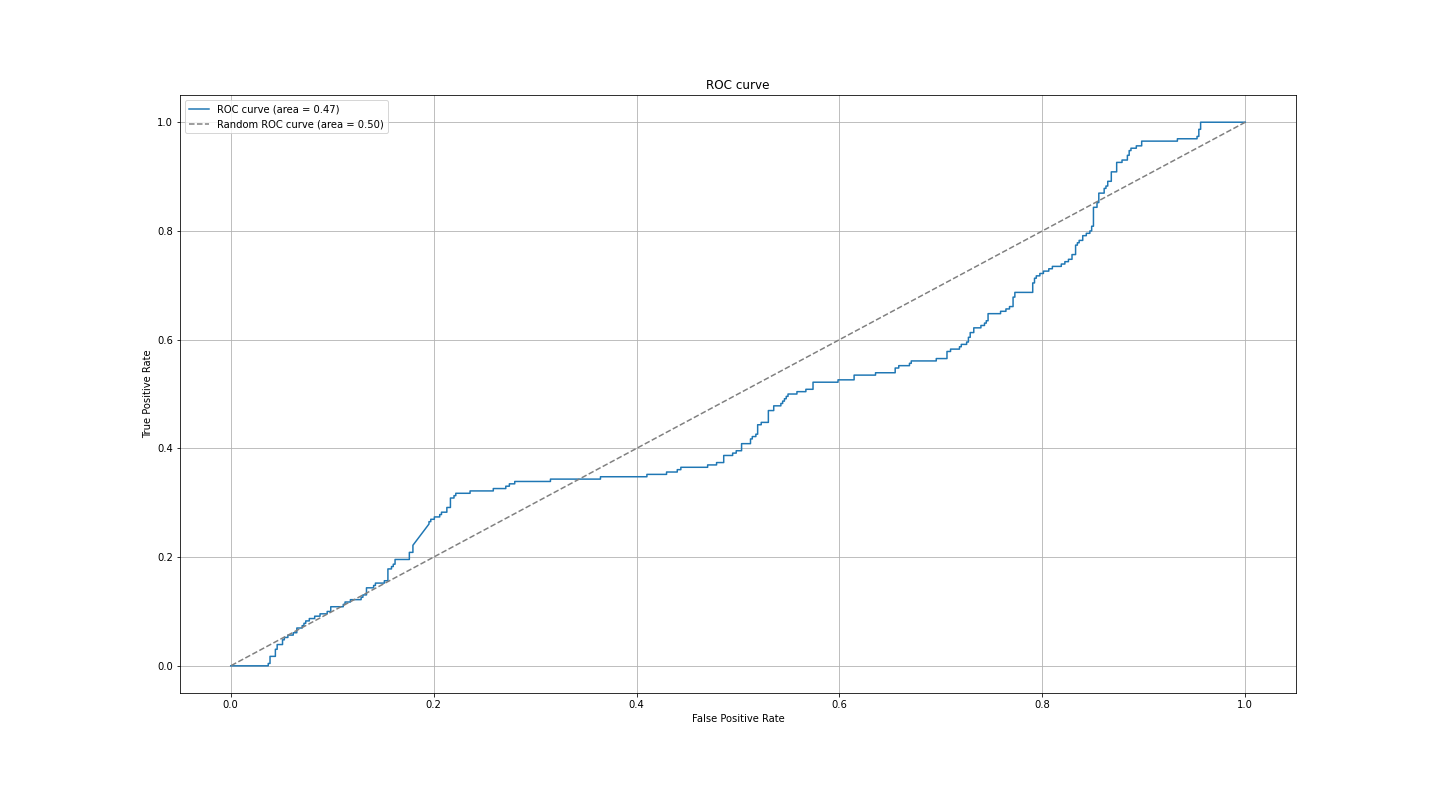 ROC curve
ROC curve (area = 0.47)
Random ROC curve (area = 0.50)
1.0
0.8
0.6
0.4
0.2
0.0
True Positive Rate
0.0 0.2 0.4 0.6 0.8 1.0
False Positive Rate